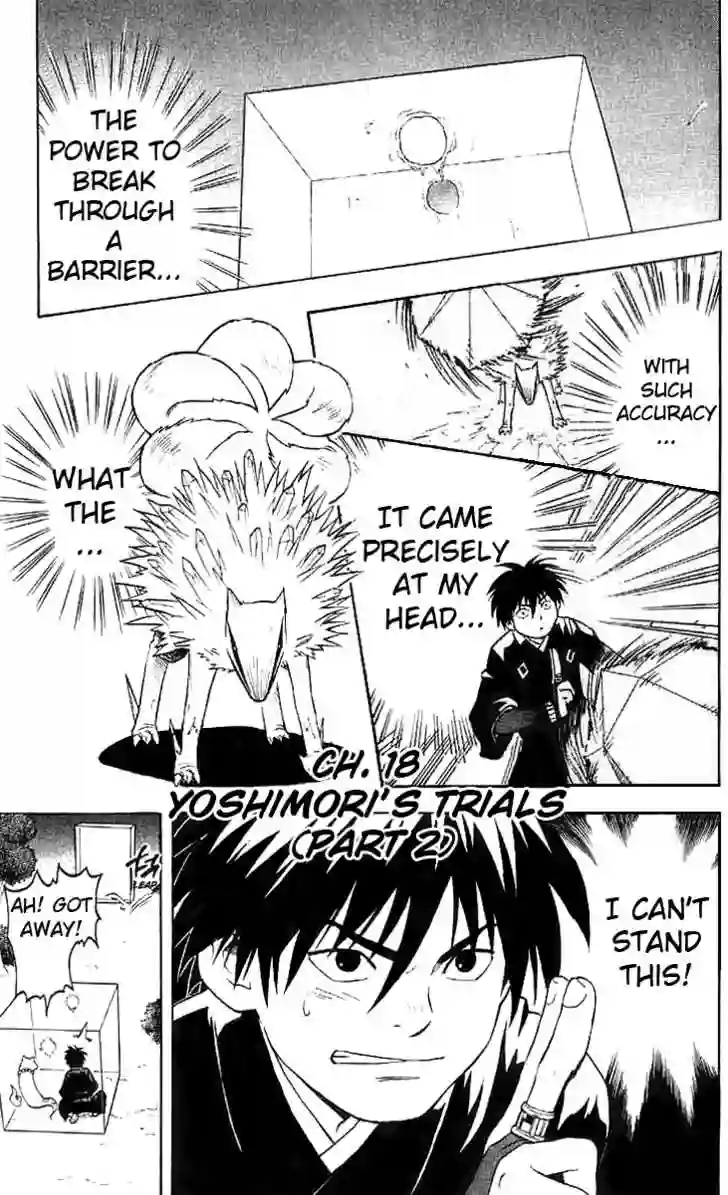 THE
POWER TO
BREAK
THROUGH
A
BARRIER...
WITH
SUCH
ACCURACY
...
WHAT
THE
...
IT CAME
PRECISELY
AT MY
HEAD...
CH. 18
YOSHIMORI'S TRIALS
(PART 2)
LEAP
AH! GOT
AWAY!
I CAN'T
STAND
THIS!